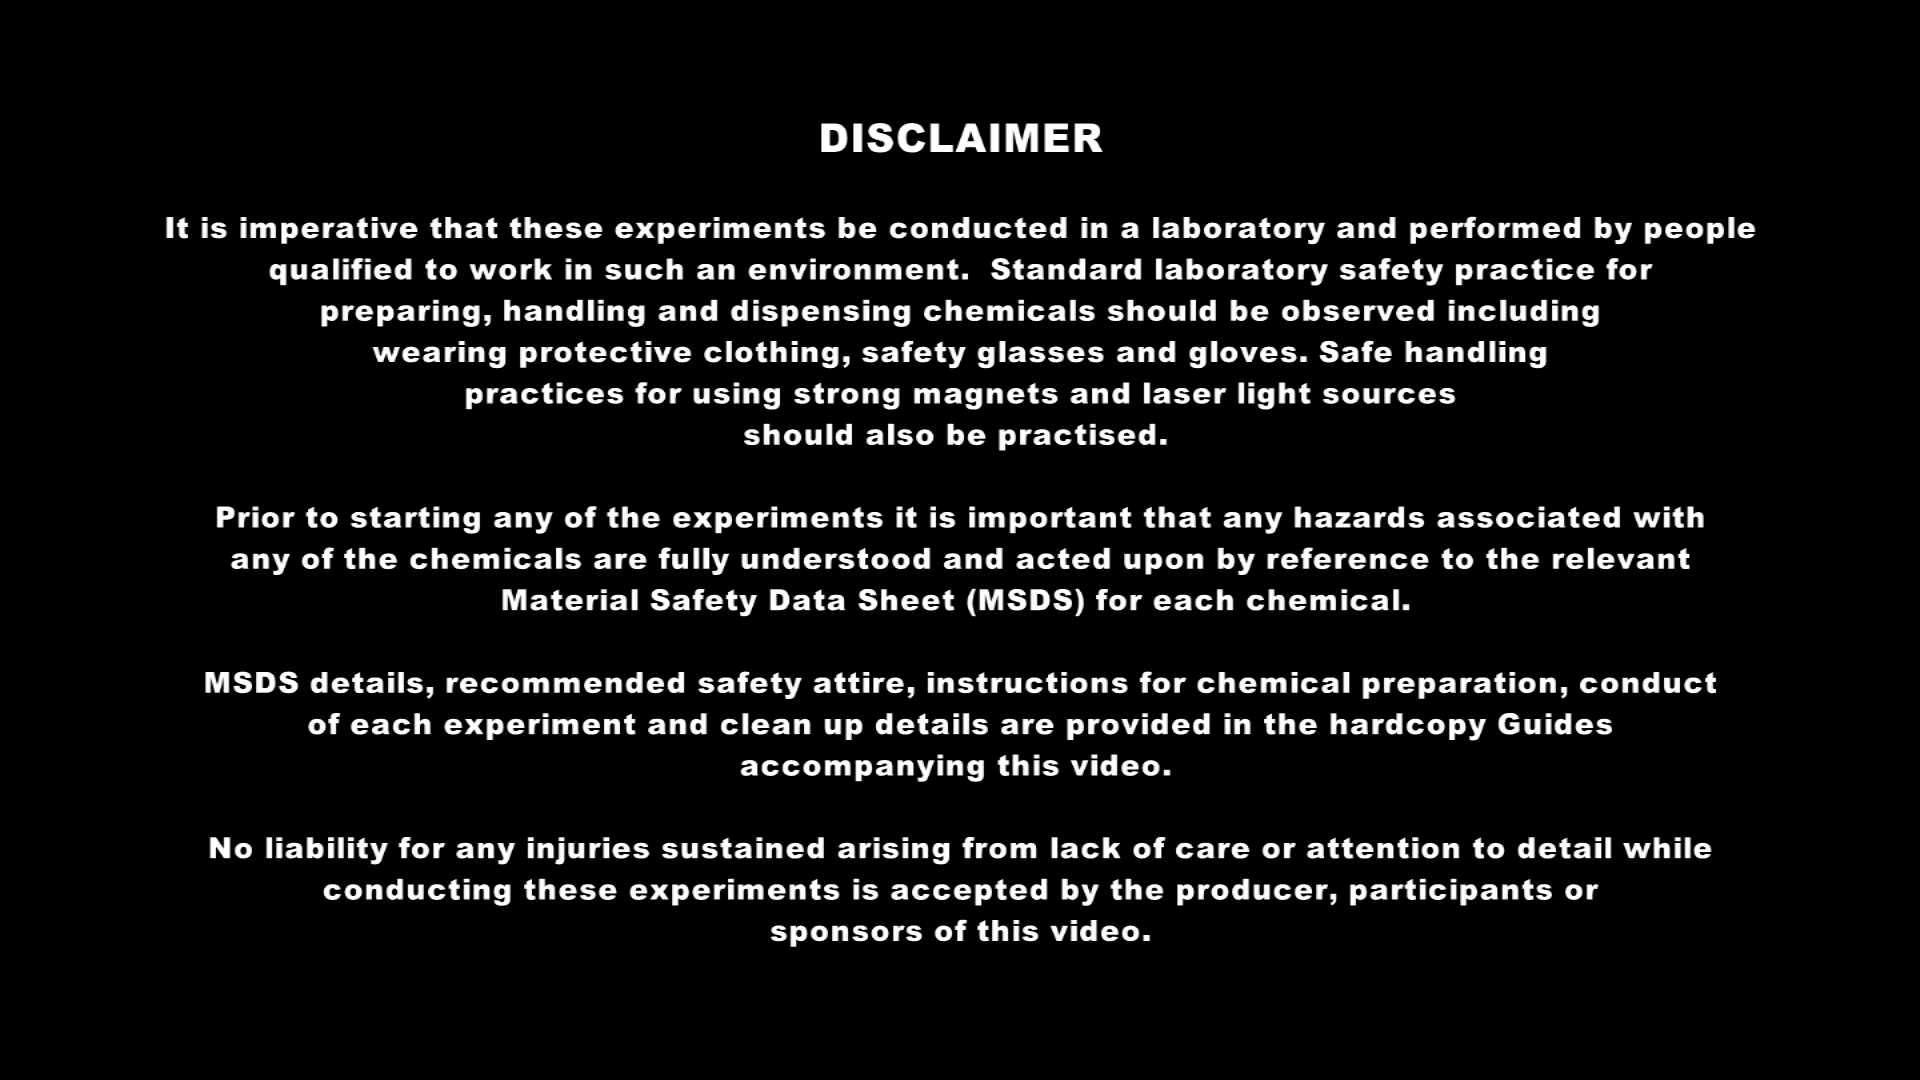 DISCLAIMER
It is imperative that these experiments be conducted in a laboratory and performed by people
qualified to work in such an environment.  Standard laboratory safety practice for
preparing, handling and dispensing chemicals should be observed including
wearing protective clothing, safety glasses and gloves. Safe handling
practices for using strong magnets and laser light sources
should also be practised.
Prior to starting any of the experiments it is important that any hazards associated with
any of the chemicals are fully understood and acted upon by reference to the relevant
Material Safety Data Sheet (MSDS) for each chemical.
MSDS details, recommended safety attire, instructions for chemical preparation, conduct
of each experiment and clean up details are provided in the hardcopy Guides
accompanying this video.
No liability for any injuries sustained arising from lack of care or attention to detail while
conducting these experiments is accepted by the producer, participants or
sponsors of this video.